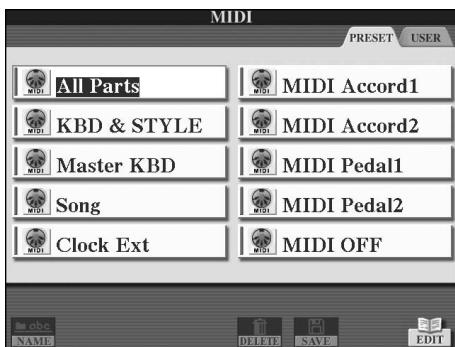 MIDI
PRESET USER
All Parts
KBD & STYLE
Master KBD
Song
Clock Ext
MIDI Accord1
MIDI Accord2
MIDI Pedal1
MIDI Pedal2
MIDI OFF
abc
NAME
DELETE
SAVE
EDIT